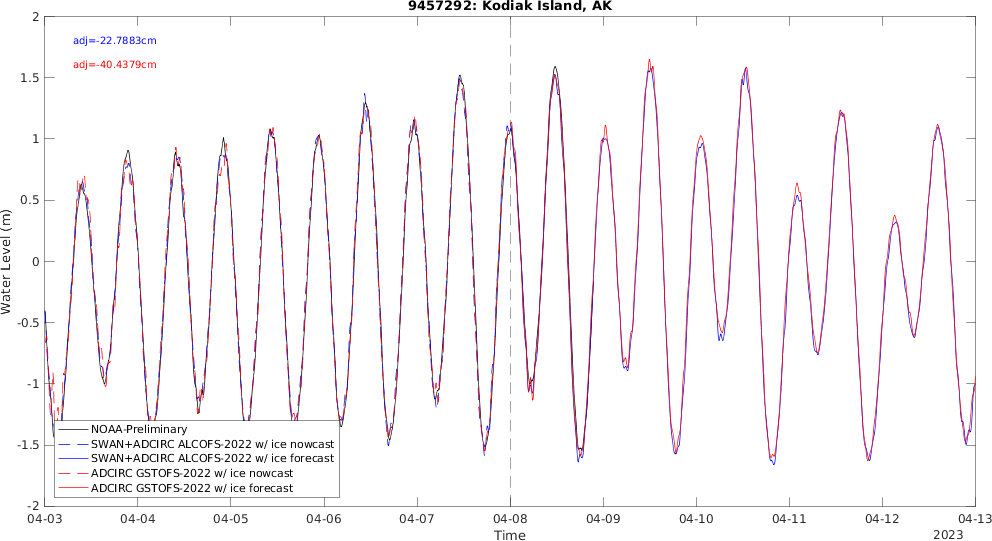 9457292: Kodiak Island, AK
2
adj=-22.7883cm
adj=-40.4379cm
1.5
1
0.5
0
-0.5
-1
-1.5
-2
Water Level (m)
NOAA-Preliminary
SWAN+ADCIRC ALCOFS-2022 w/ ice nowcast
SWAN+ADCIRC ALCOFS-2022 w/ ice forecast
ADCIRC GSTOFS-2022 w/ ice nowcast
ADCIRC GSTOFS-2022 w/ ice forecast
04-03 04-04 04-05 04-06 04-07 04-08 04-09 04-10 04-11 04-12 04-13
Time
2023